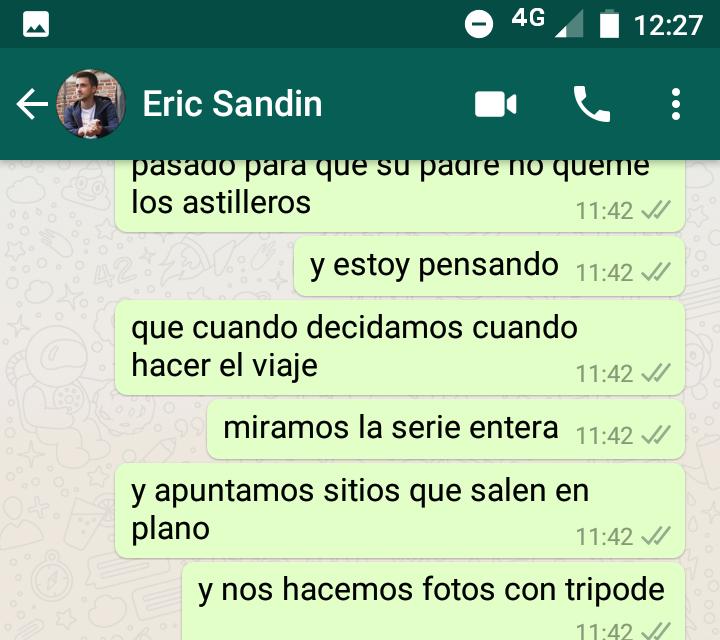 4G 12:27
Eric Sandin
pasado para que su padre no queme
los astilleros
11:42
y estoy pensando 11:42
que cuando decidamos cuando
hacer el viaje
11:42
miramos la serie entera 11:42
y apuntamos sitios que salen en
plano
11:42
y nos hacemos fotos con tripode
11:42